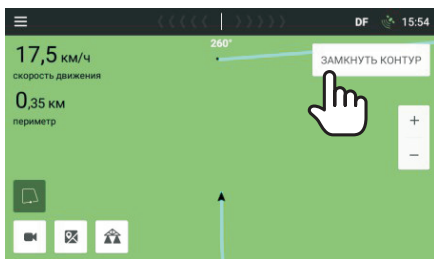 DF 15:54
260°
17,5 км/ч
скорость движения
ЗАМКНУТЬ КОНТУР
0,35 км
периметр
+
−